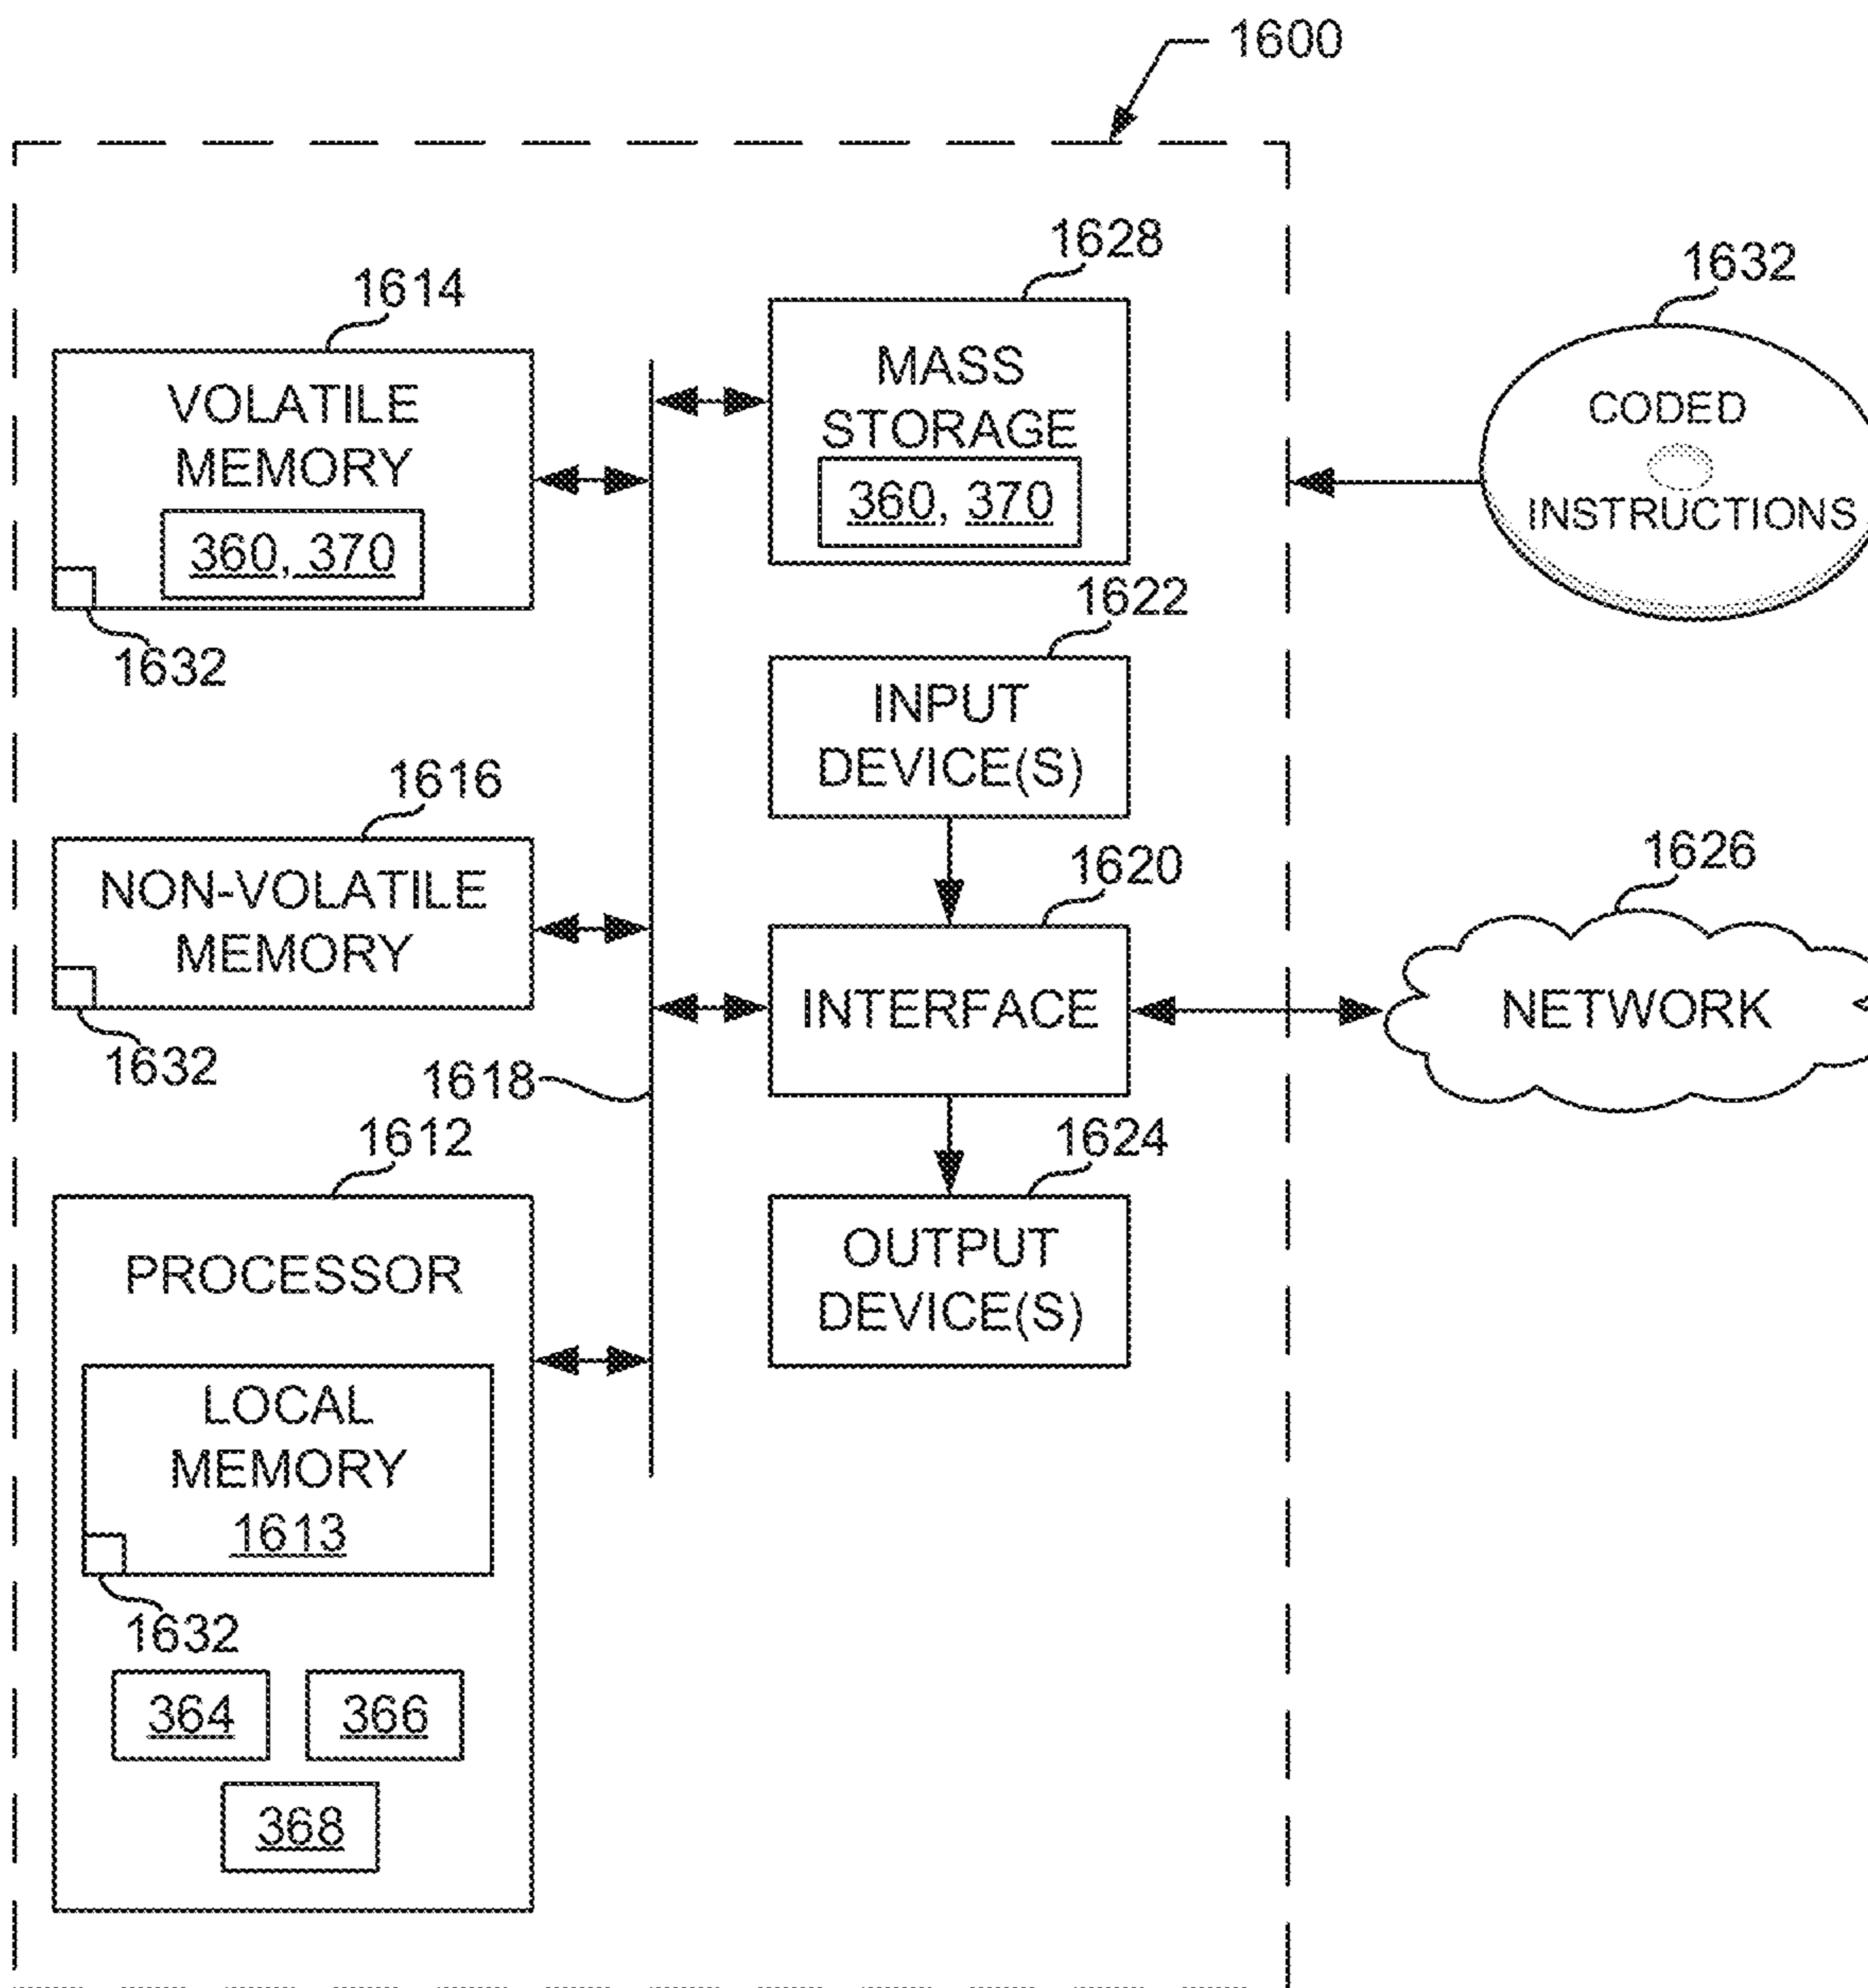 1600
1628
1614
1632
VOLATILE
MEMORY
360, 370
1632
MASS
STORAGE
360, 370
CODED
INSTRUCTIONS
1622
INPUT
DEVICE(S)
1616
NON-VOLATILE
MEMORY
1632
1620
INTERFACE
1626
NETWORK
1618
1612
PROCESSOR
LOCAL
MEMORY
1613
1632
364
366
368
1624
OUTPUT
DEVICE(S)